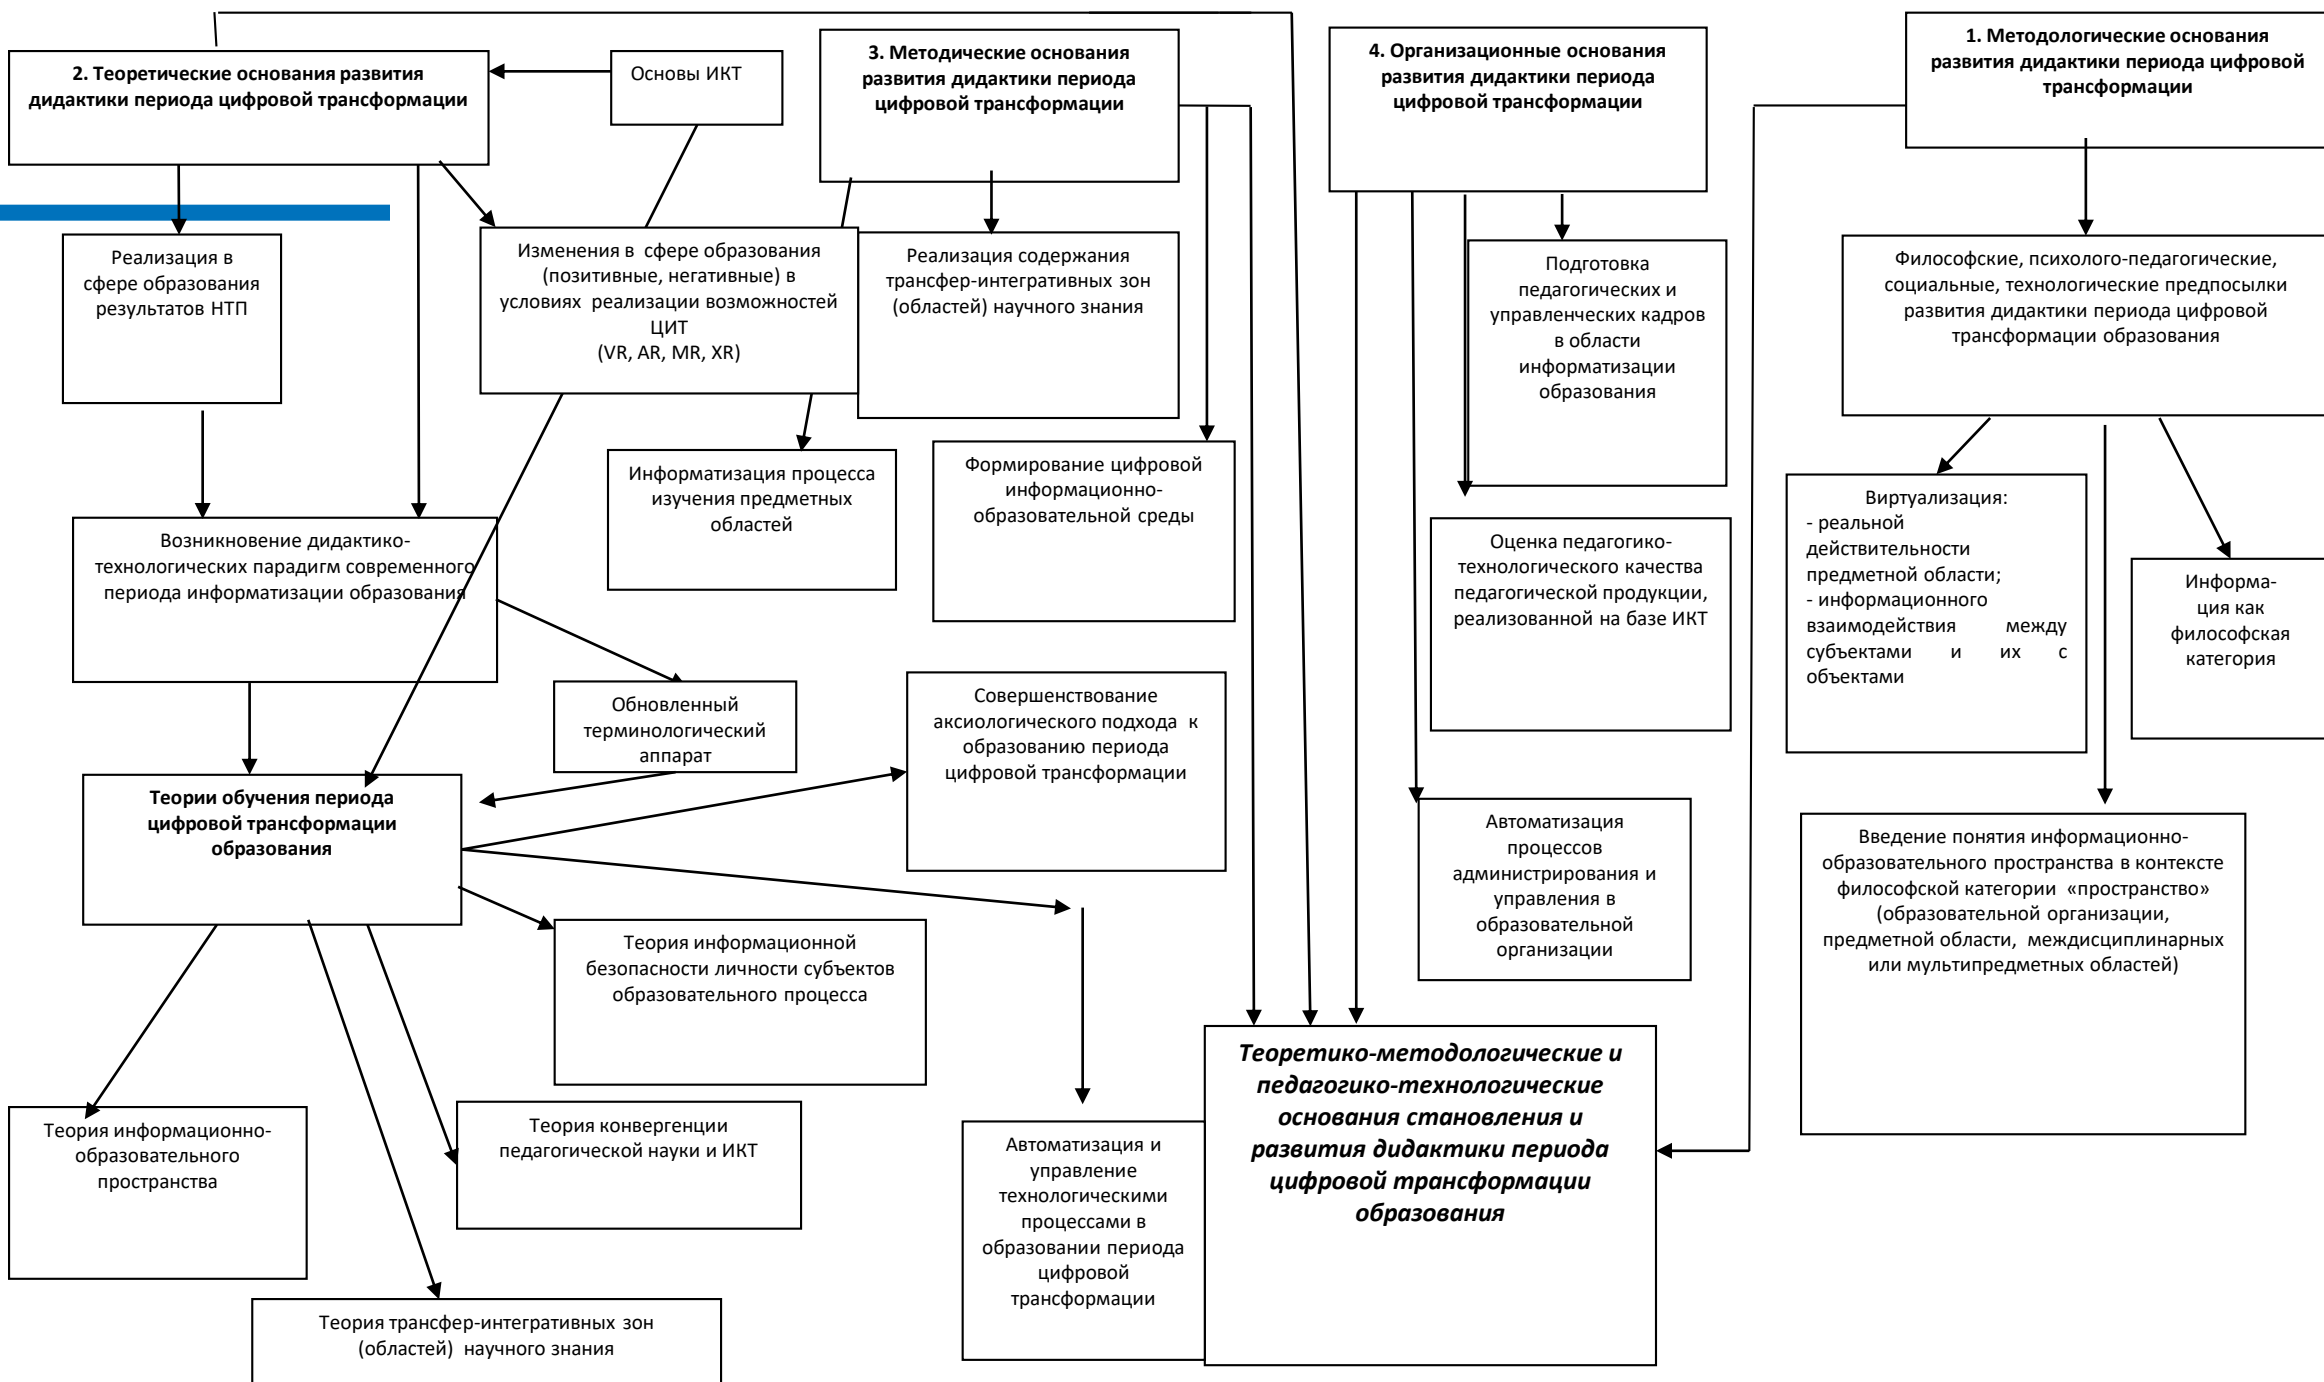 2. Теоретические основания развития
дидактики периода цифровой трансформации
Основы ИКТ
3. Методические основания
развития дидактики периода
цифровой трансформации
4. Организационные основания
развития дидактики периода
цифровой трансформации
1. Методологические основания
развития дидактики периода цифровой
трансформации
Реализация в
сфере образования
результатов НТП
Изменения в сфере образования
(позитивные, негативные) в
условиях реализации возможностей
ЦИТ
(VR, AR, MR, XR)
Реализация содержания
трансфер-интегративных зон
(областей) научного знания
Подготовка
педагогических и
управленческих кадров
в области
информатизации
образования
Философские, психолого-педагогические,
социальные, технологические предпосылки
развития дидактики периода цифровой
трансформации образования
Информатизация процесса
изучения предметных
областей
Формирование цифровой
информационно-
образовательной среды
Виртуализация:
- реальной
действительности
предметной области;
- информационного
взаимодействия между
субъектами и их с
объектами
Возникновение дидактико-
технологических парадигм современного
периода информатизации образования
Оценка педагогико-
технологического качества
педагогической продукции,
реализованной на базе ИКТ
Информа-
ция как
философская
категория
Обновленный
терминологический
аппарат
Совершенствование
аксиологического подхода к
образованию периода
цифровой трансформации
Теории обучения периода
цифровой трансформации
образования
Автоматизация
процессов
администрирования и
управления в
образовательной
организации
Введение понятия информационно-
образовательного пространства в контексте
философской категории «пространство»
(образовательной организации,
предметной области, междисциплинарных
или мультипредметных областей)
Теория информационной
безопасности личности субъектов
образовательного процесса
Теоретико-методологические и
педагогико-технологические
основания становления и
развития дидактики периода
цифровой трансформации
образования
Теория информационно-
образовательного
пространства
Теория конвергенции
педагогической науки и ИКТ
Автоматизация и
управление
технологическими
процессами в
образовании периода
цифровой
трансформации
Теория трансфер-интегративных зон
(областей) научного знания